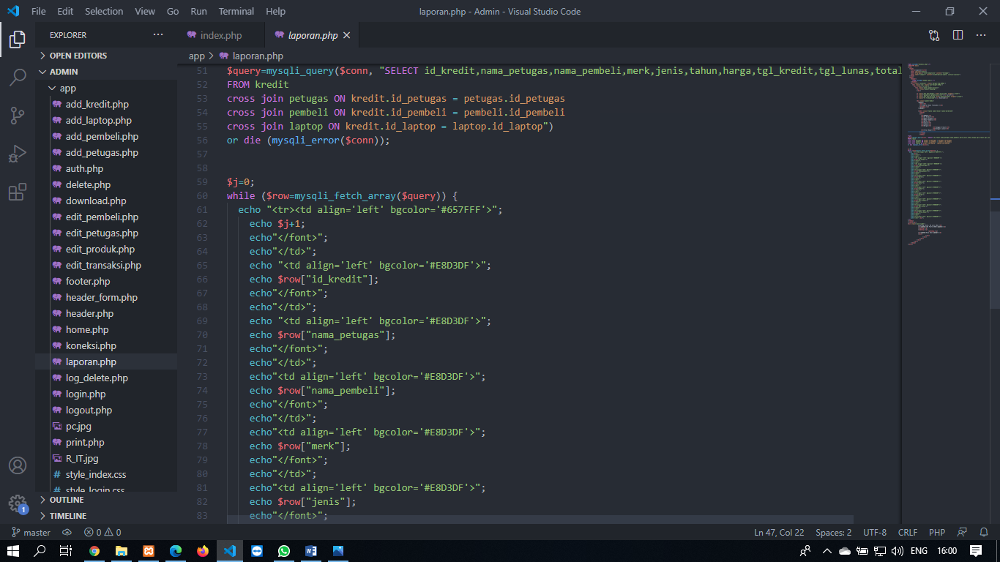 File Edit Selection View Go Run Terminal Help
laporan.php - Admin - Visual Studio Code
EXPLORER
OPEN EDITORS
ADMIN
app
add_kredit.php
add_laptop.php
add_pembeli.php
add_petugas.php
auth.php
delete.php
download.php
edit_pembeli.php
edit_petugas.php
edit_produk.php
edit_transaksi.php
footer.php
header_form.php
header.php
home.php
koneksi.php
laporan.php
log_delete.php
login.php
logout.php
pc.jpg
print.php
R_IT.jpg
style_index.css
style_login.css
OUTLINE
TIMELINE
index.php
laporan.php
app > laporan.php
51 $query=mysqli_query($conn, "SELECT id_kredit,nama_petugas,nama_pembeli,merk,jenis,tahun,harga,tgl_kredit,tgl_lunas,total
52 FROM kredit
53 cross join petugas ON kredit.id_petugas = petugas.id_petugas
54 cross join pembeli ON kredit.id_pembeli = pembeli.id_pembeli
55 cross join laptop ON kredit.id_laptop = laptop.id_laptop")
56 or die (mysqli_error($conn));
57
58
59 $j=0;
60 while ($row=mysqli_fetch_array($query)) {
61 echo "<tr><td align='left' bgcolor='#657FFF'>";
62 echo $j+1;
63 echo"</font>";
64 echo"</td>";
65 echo "<td align='left' bgcolor='#E8D3DF'>";
66 echo $row["id_kredit"];
67 echo"</font>";
68 echo"</td>";
69 echo "<td align='left' bgcolor='#E8D3DF'>";
70 echo $row["nama_petugas"];
71 echo"</font>";
72 echo"</td>";
73 echo"<td align='left' bgcolor='#E8D3DF'>";
74 echo $row["nama_pembeli"];
75 echo"</font>";
76 echo"</td>";
77 echo"<td align='left' bgcolor='#E8D3DF'>";
78 echo $row["merk"];
79 echo"</font>";
80 echo"</td>";
81 echo"<td align='left' bgcolor='#E8D3DF'>";
82 echo $row["jenis"];
83 echo"</font>";
1
master 0 0 Ln 47, Col 22 Spaces: 2 UTF-8 CRLF PHP
ENG 16:00